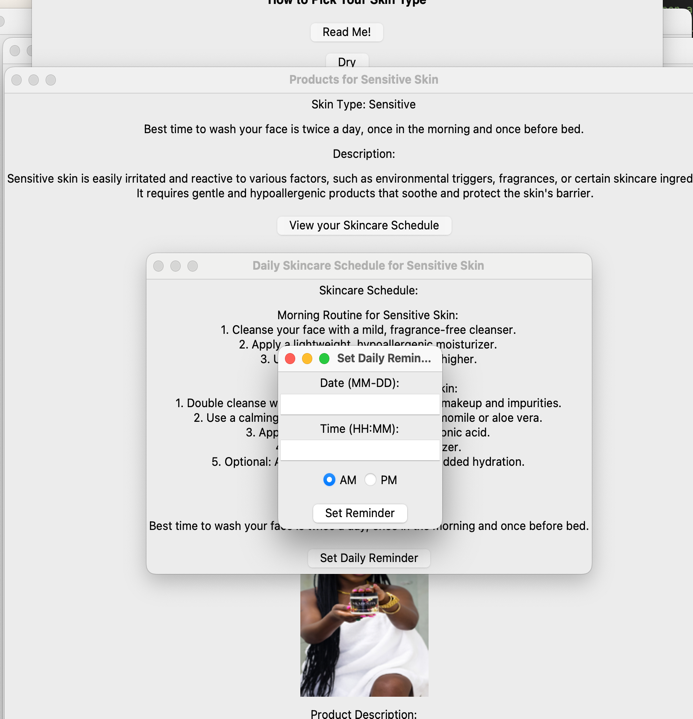 How to Pick Your Skin Type
Read Me!
Dry
Products for Sensitive Skin
Skin Type: Sensitive
Best time to wash your face is twice a day, once in the morning and once before bed.
Description:
Sensitive skin is easily irritated and reactive to various factors, such as environmental triggers, fragrances, or certain skincare ingred
It requires gentle and hypoallergenic products that soothe and protect the skin's barrier.
View your Skincare Schedule
Daily Skincare Schedule for Sensitive Skin
Skincare Schedule:
Morning Routine for Sensitive Skin:
1. Cleanse your face with a mild, fragrance-free cleanser.
2. Apply a lightweight, hypoallergenic moisturizer.
3. U higher.
kin:
1. Double cleanse w makeup and impurities.
2. Use a calming momile or aloe vera.
3. App onic acid.
zer.
5. Optional: A dded hydration.
Set Daily Remin...
Date (MM-DD):
Time (HH:MM):
AM PM
Set Reminder
Best time to wash your face is twice a day, once in the morning and once before bed.
Set Daily Reminder
Product Description: